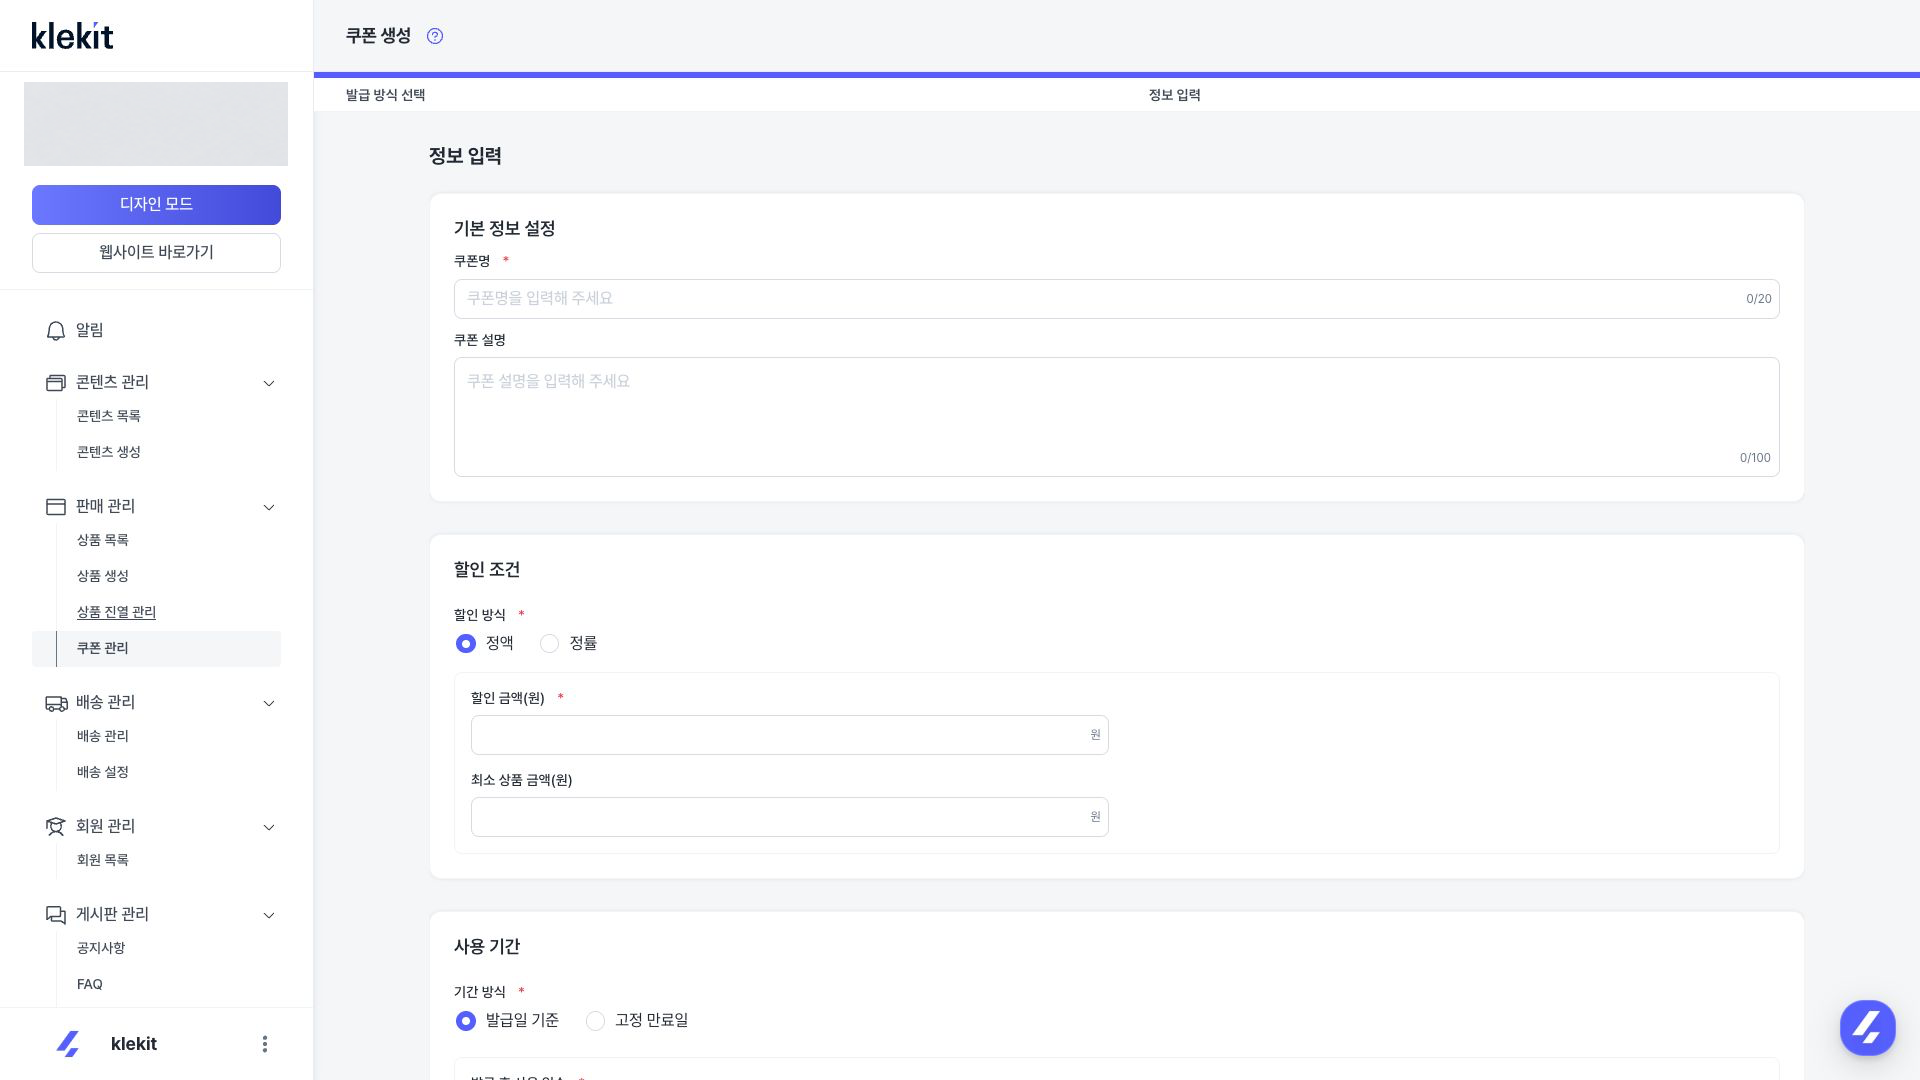 klekit
디자인 모드
웹사이트 바로가기
알림
콘텐츠 관리
콘텐츠 목록
콘텐츠 생성
판매 관리
상품 목록
상품 생성
상품 진열 관리
쿠폰 관리
배송 관리
배송 관리
배송 설정
회원 관리
회원 목록
게시판 관리
공지사항
FAQ
klekit
쿠폰 생성
발급 방식 선택
정보 입력
정보 입력
기본 정보 설정
쿠폰명 *
쿠폰명을 입력해 주세요 0/20
쿠폰 설명
쿠폰 설명을 입력해 주세요
0/100
할인 조건
할인 방식 *
정액 정률
할인 금액(원) *
원
최소 상품 금액(원)
원
사용 기간
기간 방식 *
발급일 기준 고정 만료일